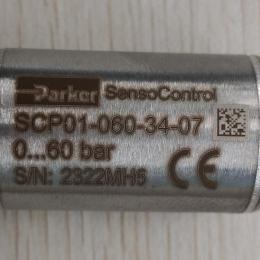 Parker SensoControl
SCP01-060-34-07
0...60 bar
S/N: 2322MH5 CE